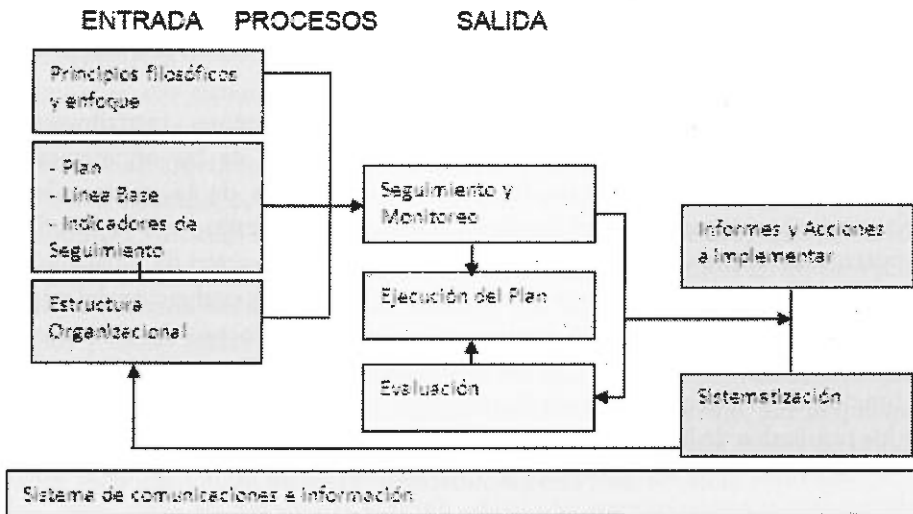 ENTRADA PROCESOS SALIDA
Principios filosóficos
y enfoque
- Plan
- Línea Base
- Indicadores de
Seguimiento
Estructura
Organizacional
Seguimiento y
Monitoreo
Ejecución del Plan
Evaluación
Informes y Acciones
a Implementar
Sistematización
Sistema de comunicaciones e información